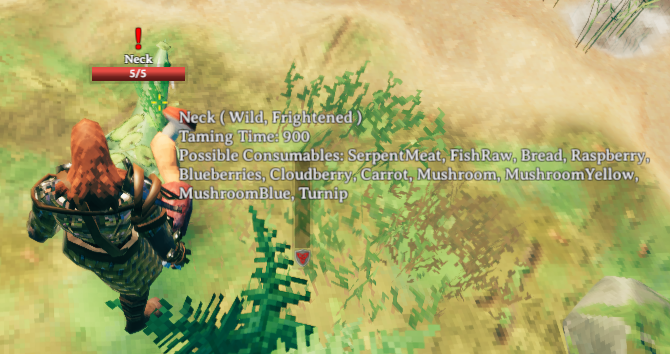 !
Neck
5/5
Neck ( Wild, Frightened )
Taming Time: 900
Possible Consumables: SerpentMeat, FishRaw, Bread, Raspberry,
Blueberries, Cloudberry, Carrot, Mushroom, MushroomYellow,
MushroomBlue, Turnip